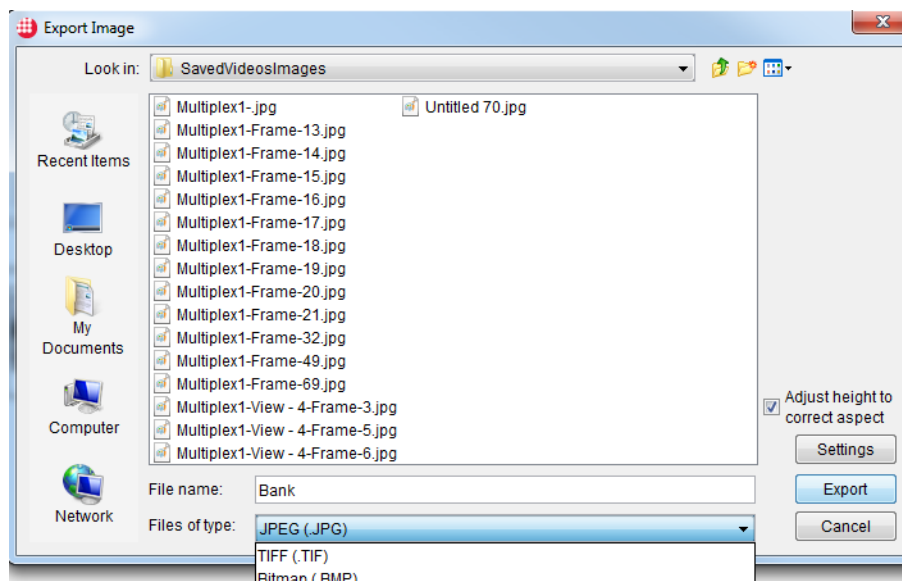 Export Image
X
Look in: SavedVideosImages
Recent Items
Desktop
My
Documents
Computer
Network
Multiplex1-.jpg
Multiplex1-Frame-13.jpg
Multiplex1-Frame-14.jpg
Multiplex1-Frame-15.jpg
Multiplex1-Frame-16.jpg
Multiplex1-Frame-17.jpg
Multiplex1-Frame-18.jpg
Multiplex1-Frame-19.jpg
Multiplex1-Frame-20.jpg
Multiplex1-Frame-21.jpg
Multiplex1-Frame-32.jpg
Multiplex1-Frame-49.jpg
Multiplex1-Frame-69.jpg
Multiplex1-View - 4-Frame-3.jpg
Multiplex1-View - 4-Frame-5.jpg
Multiplex1-View - 4-Frame-6.jpg
Untitled 70.jpg
Adjust height to
correct aspect
Settings
File name: Bank
Export
Files of type: JPEG (.JPG)
Cancel
TIFF (.TIF)
Bitmap (.BMP)